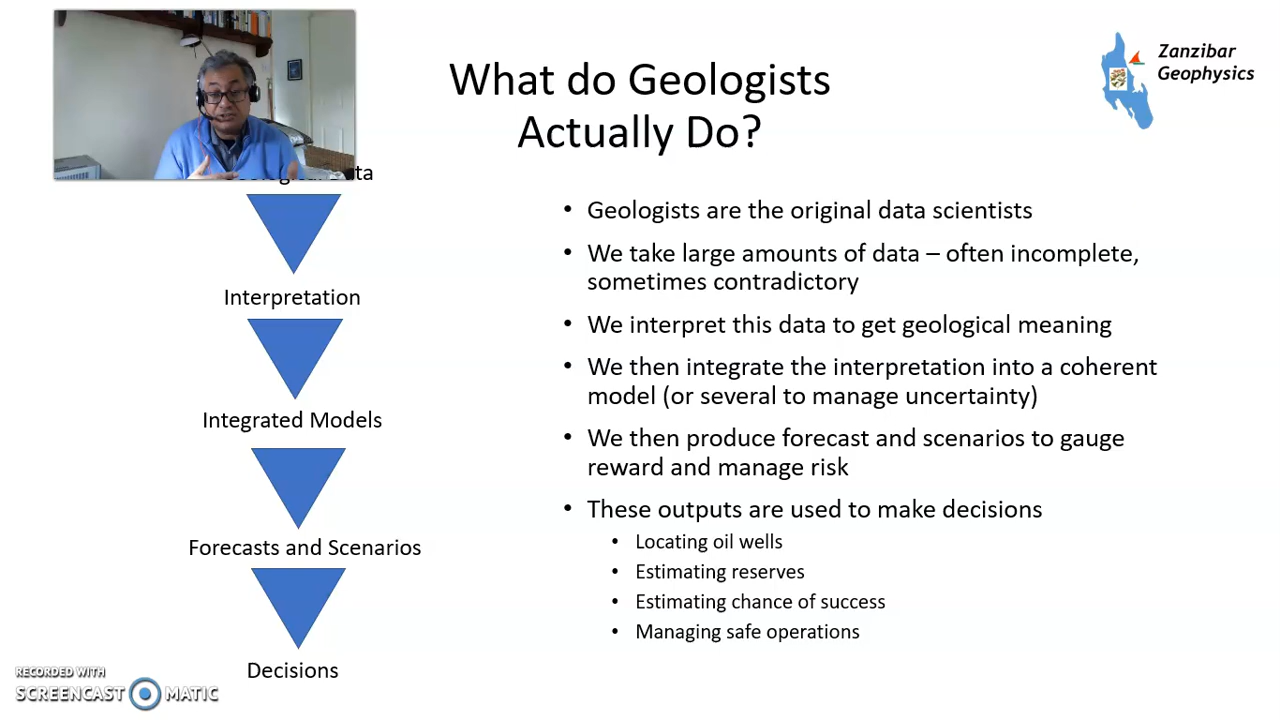 What do Geologists
Actually Do?
Zanzibar
Geophysics
Interpretation
Integrated Models
Forecasts and Scenarios
Decisions
• Geologists are the original data scientists
• We take large amounts of data – often incomplete,
sometimes contradictory
• We interpret this data to get geological meaning
• We then integrate the interpretation into a coherent
model (or several to manage uncertainty)
• We then produce forecast and scenarios to gauge
reward and manage risk
• These outputs are used to make decisions
• Locating oil wells
• Estimating reserves
• Estimating chance of success
• Managing safe operations
RECORDED WITH
SCREENCAST MATIC